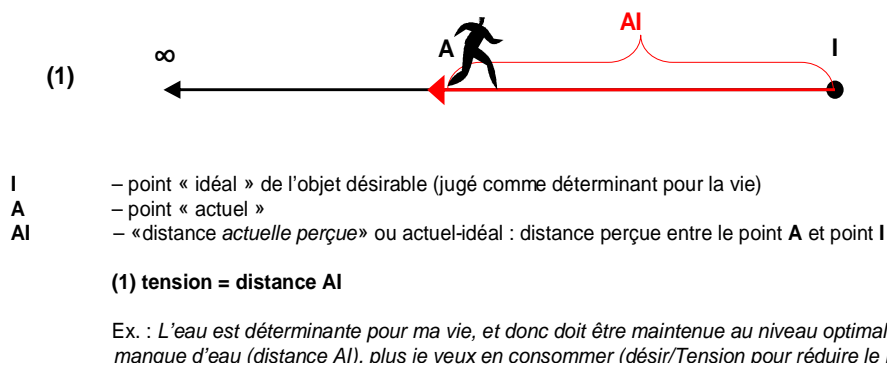 AI
A
I
∞
(1)
I – point « idéal » de l’objet désirable (jugé comme déterminant pour la vie)
A – point « actuel »
AI – «distance actuelle perçue» ou actuel-idéal : distance perçue entre le point A et point I
(1) tension = distance AI
Ex. : L’eau est déterminante pour ma vie, et donc doit être maintenue au niveau optimal
manque d’eau (distance AI), plus je veux en consommer (désir/Tension pour réduire le